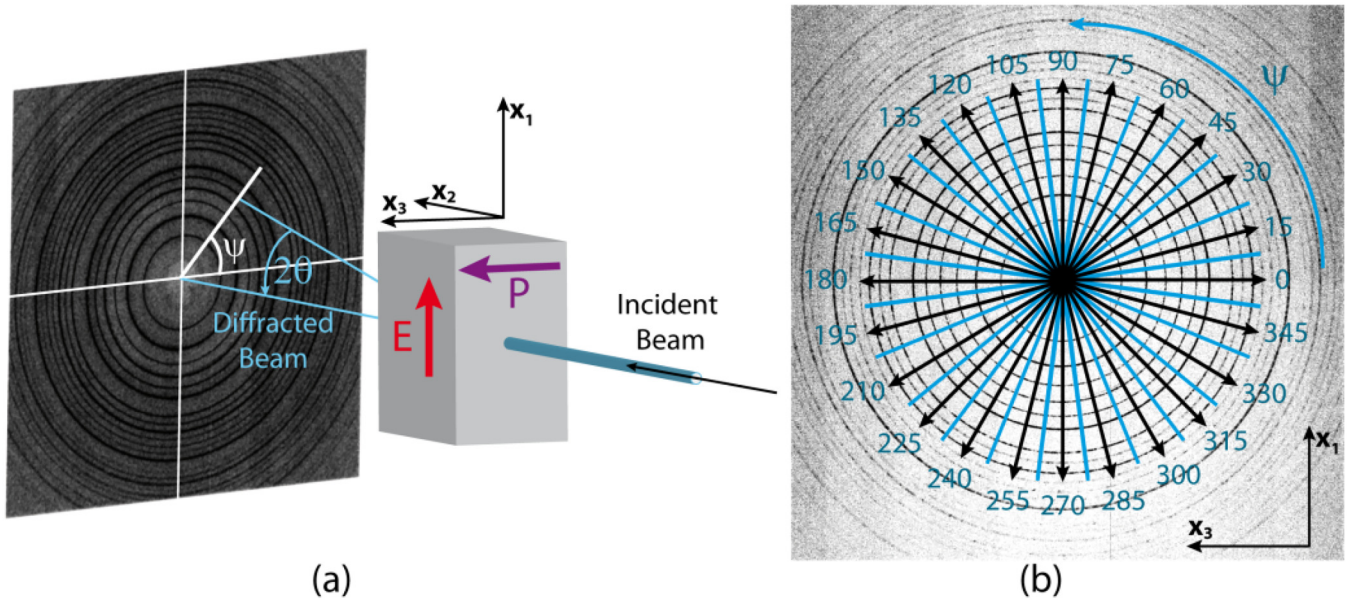 x1
x2
x3
ψ
2θ
Diffracted
Beam
E
P
Incident
Beam
(a)
ψ
105
90
75
120
60
135
45
150
30
165
15
180
0
195
345
210
330
225
315
240
300
255
270
285
x1
x3
(b)